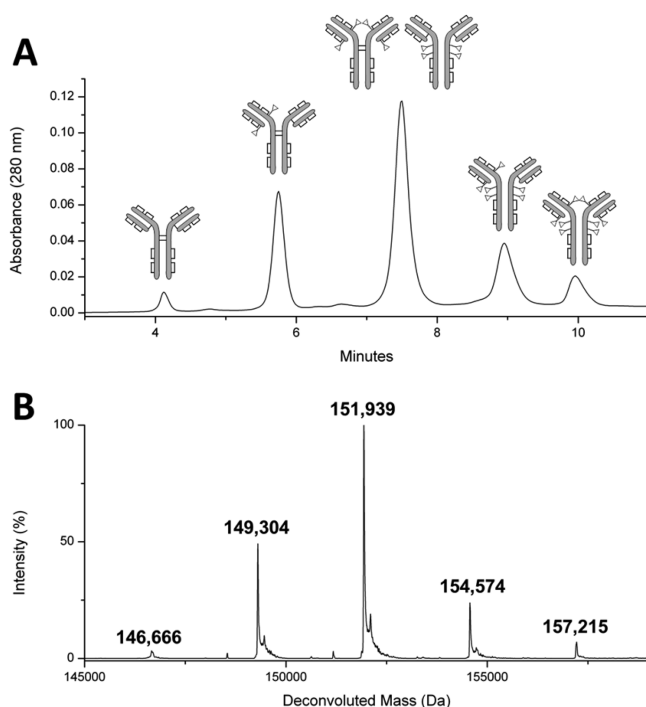 A
Absorbance (280 nm)
0.12
0.10
0.08
0.06
0.04
0.02
0.00
4 6 8 10
Minutes
B
Intensity (%)
100
50
0
146,666
149,304
151,939
154,574
157,215
145000 150000 155000
Deconvoluted Mass (Da)